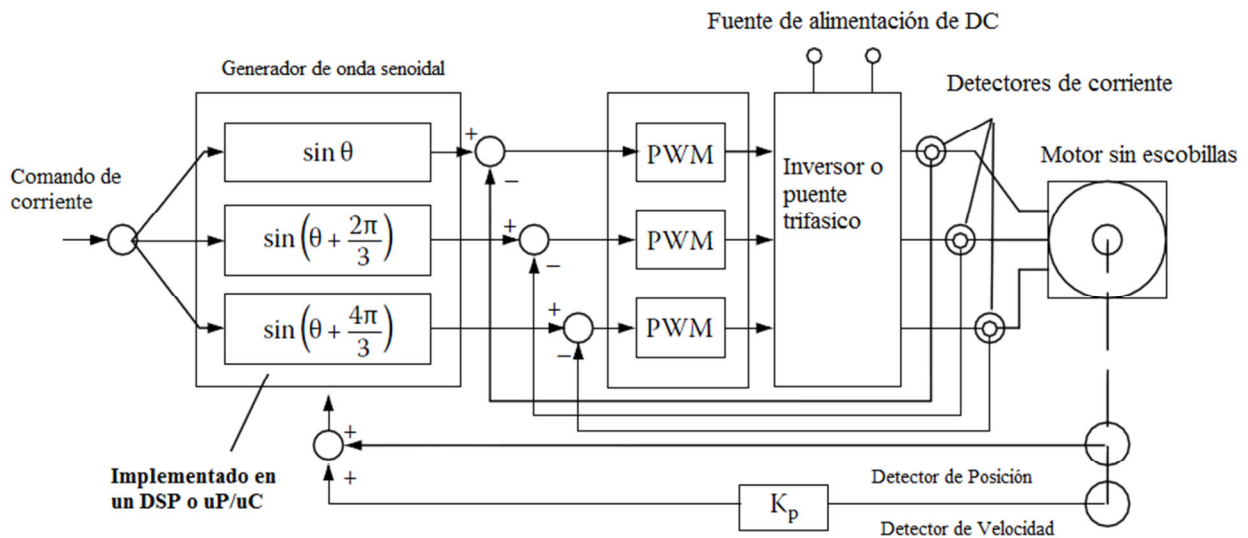 Fuente de alimentación de DC
Generador de onda senoidal
Detectores de corriente
Motor sin escobillas
Comando de
corriente
sin θ
sin(θ + 2π/3)
sin(θ + 4π/3)
+
−
+
−
+
−
PWM
PWM
PWM
Inversor o
puente
trifasico
+
+
Implementado en
un DSP o uP/uC
Kp
Detector de Posición
Detector de Velocidad